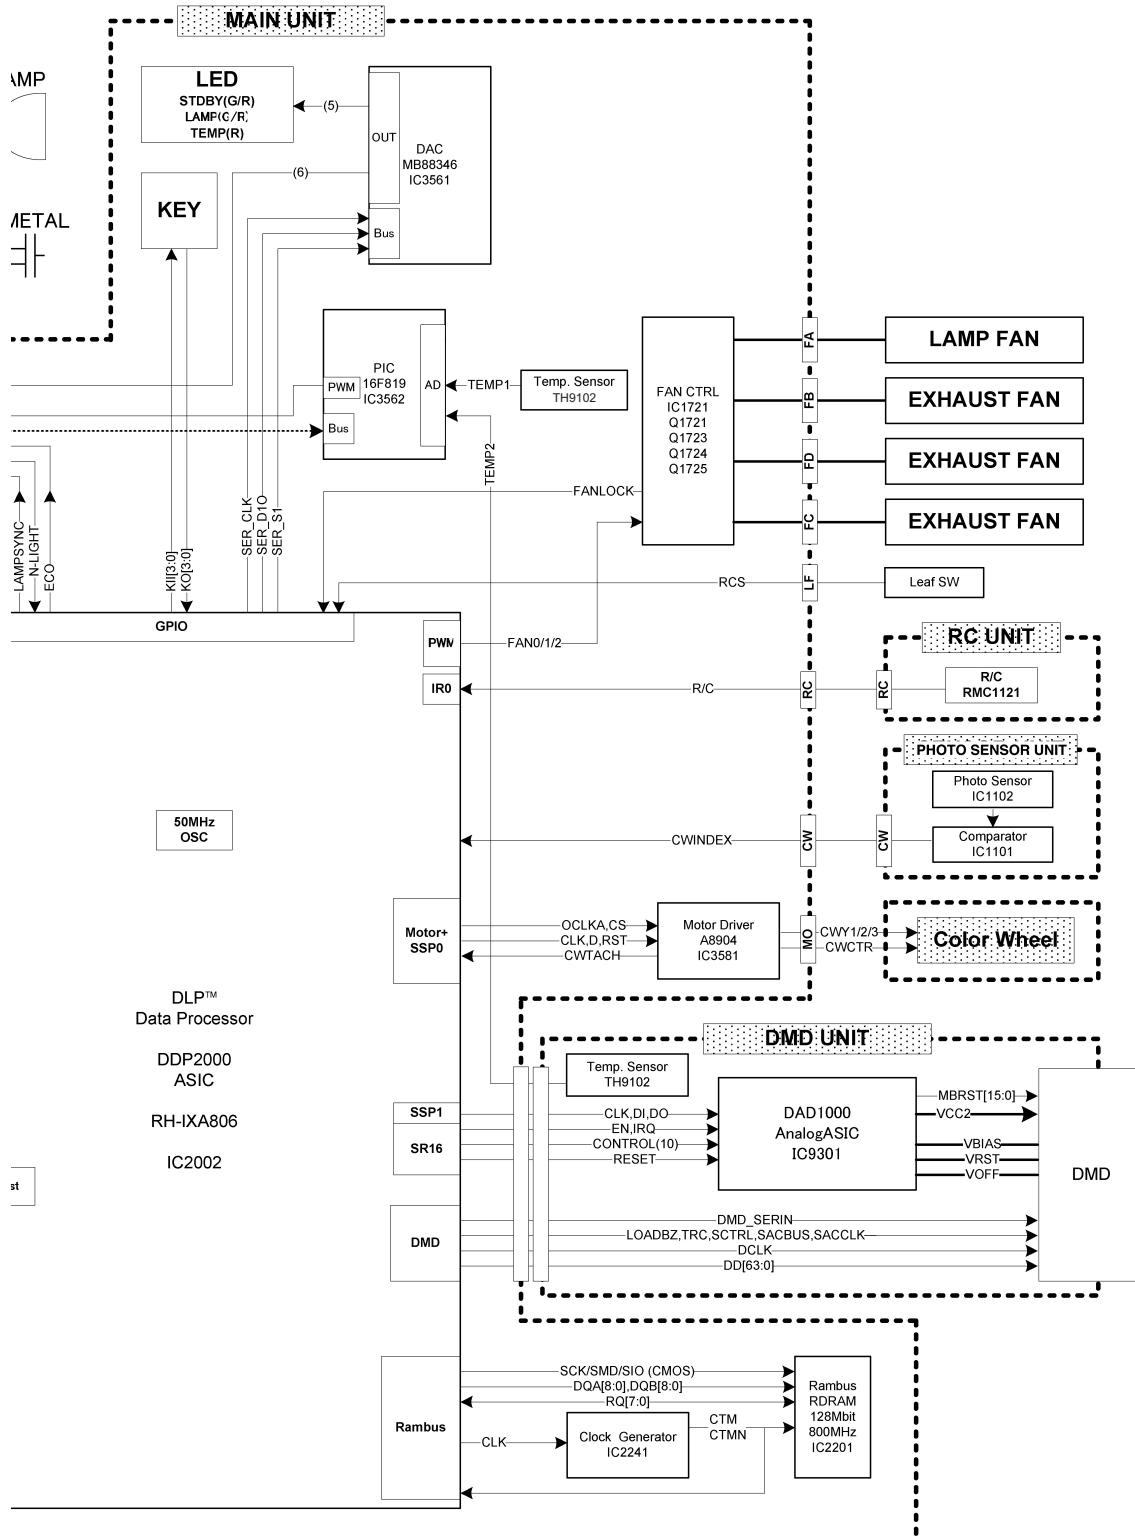 MAIN UNIT
AMP
LED
STDBY(G/R)
LAMP(G/R)
TEMP(R)
(5)
OUT
DAC
MB88346
IC3561
(6)
KEY
Bus
METAL
PIC
16F819
IC3562
PWM
AD
Bus
TEMP1
Temp. Sensor
TH9102
TEMP2
FAN CTRL
IC1721
Q1721
Q1723
Q1724
Q1725
FA
LAMP FAN
FB
EXHAUST FAN
FD
EXHAUST FAN
FC
EXHAUST FAN
FANLOCK
LAMPSYNC
N-LIGHT
ECO
KII[3:0]
KO[3:0]
SER_CLK
SER_D1O
SER_S1
RCS
LF
Leaf SW
GPIO
PWM
FAN0/1/2
RC UNIT
IR0
R/C
RC
RC
R/C
RMC1121
PHOTO SENSOR UNIT
Photo Sensor
IC1102
50MHz
OSC
CWINDEX
CW
CW
Comparator
IC1101
Motor+
SSP0
OCLKA,CS
CLK,D,RST
CWTACH
Motor Driver
A8904
IC3581
MO
CWY1/2/3
CWCTR
Color Wheel
DLP™
Data Processor
DDP2000
ASIC
RH-IXA806
IC2002
DMD UNIT
Temp. Sensor
TH9102
SSP1
SR16
CLK,DI,DO
EN,IRQ
CONTROL(10)
RESET
DAD1000
AnalogASIC
IC9301
MBRST[15:0]
VCC2
VBIAS
VRST
VOFF
DMD
st
DMD
DMD_SERIN
LOADBZ,TRC,SCTRL,SACBUS,SACCLK
DCLK
DD[63:0]
Rambus
SCK/SMD/SIO (CMOS)
DQA[8:0],DQB[8:0]
RQ[7:0]
CLK
Clock Generator
IC2241
CTM
CTMN
Rambus
RDRAM
128Mbit
800MHz
IC2201